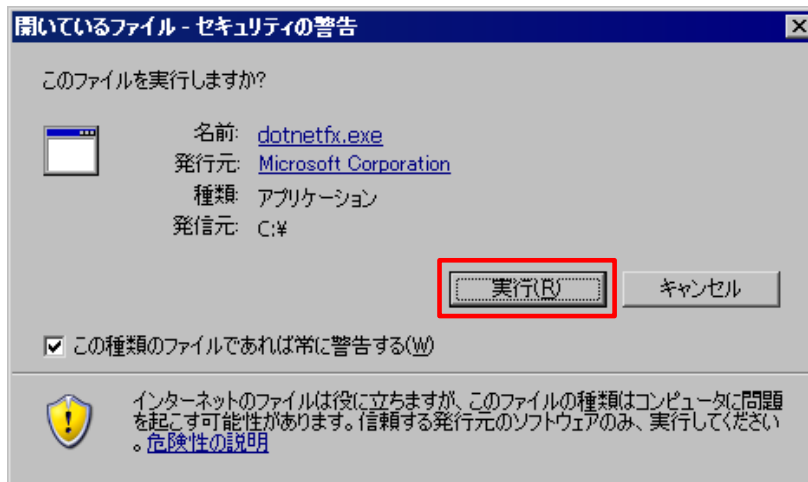 開いているファイル - セキュリティの警告
このファイルを実行しますか?
名前: dotnetfx.exe
発行元: Microsoft Corporation
種類: アプリケーション
発信元: C:¥
実行(R) キャンセル
この種類のファイルであれば常に警告する(W)
インターネットのファイルは役に立ちますが、このファイルの種類はコンピュータに問題
を起こす可能性があります。信頼する発行元のソフトウェアのみ、実行してください
。危険性の説明